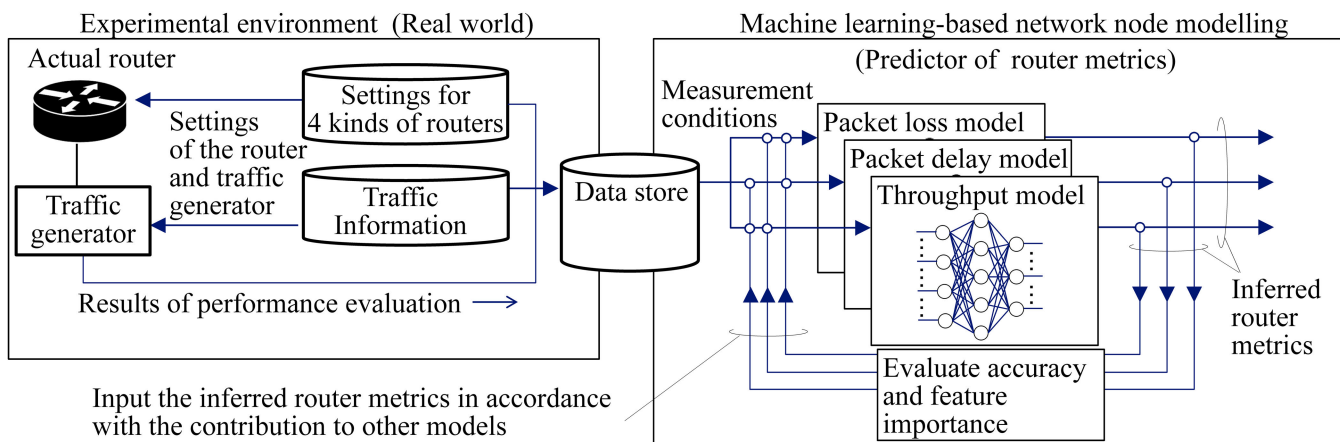 Experimental environment (Real world)
Actual router
Settings for
4 kinds of routers
Settings
of the router
and traffic
generator
Traffic
Information
Traffic
generator
Results of performance evaluation
Data store
Machine learning-based network node modelling
(Predictor of router metrics)
Measurement
conditions
Packet loss model
Packet delay model
Throughput model
Inferred
router
metrics
Evaluate accuracy
and feature
importance
Input the inferred router metrics in accordance
with the contribution to other models